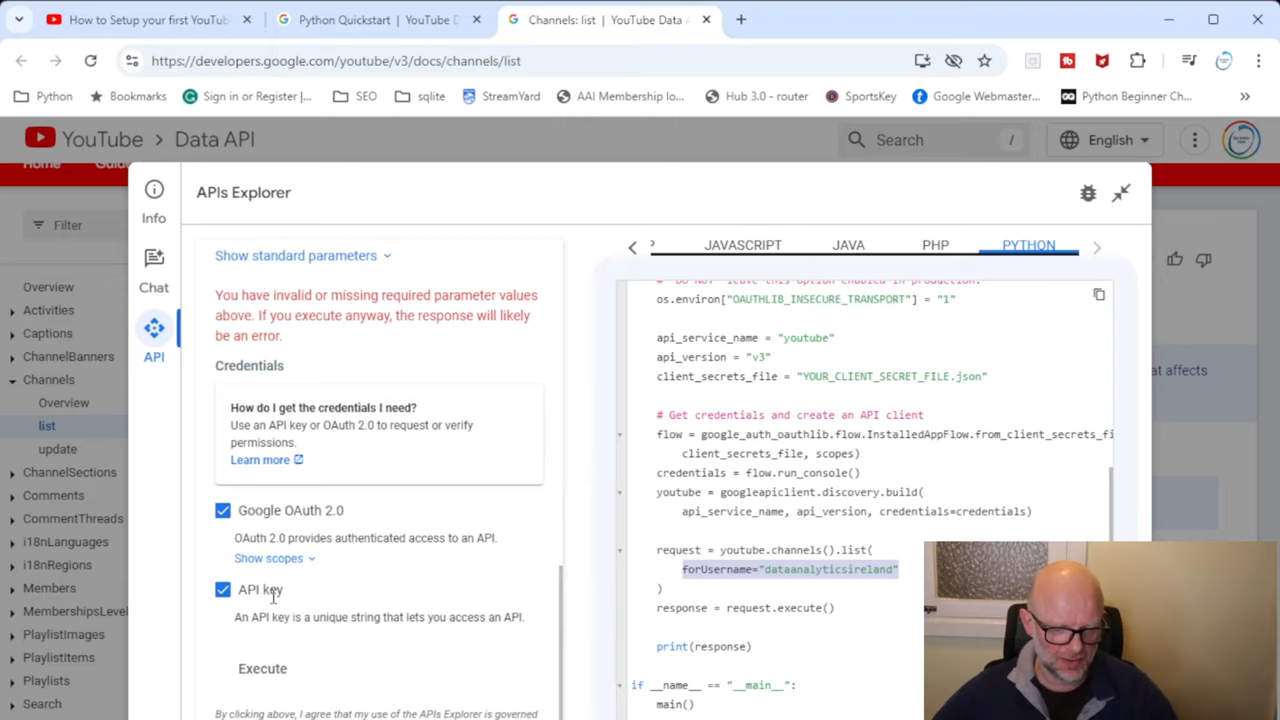 How to Setup your first YouTub
Python Quickstart | YouTube D
Channels: list | YouTube Data
https://developers.google.com/youtube/v3/docs/channels/list
Python
Bookmarks
Sign in or Register |...
SEO
sqlite
StreamYard
AAI Membership lo...
Hub 3.0 - router
SportsKey
Google Webmaster...
Python Beginner Ch...
YouTube > Data API
Search
/
English
Home
Guid
Filter
Overview
Activities
Captions
ChannelBanners
Channels
Overview
list
update
ChannelSections
Comments
CommentThreads
i18nLanguages
i18nRegions
Members
MembershipsLevel
PlaylistImages
PlaylistItems
Playlists
Search
Info
Chat
API
APIs Explorer
Show standard parameters
You have invalid or missing required parameter values
above. If you execute anyway, the response will likely
be an error.
Credentials
How do I get the credentials I need?
Use an API key or OAuth 2.0 to request or verify
permissions.
Learn more
Google OAuth 2.0
OAuth 2.0 provides authenticated access to an API.
Show scopes
API key
An API key is a unique string that lets you access an API.
Execute
By clicking above, I agree that my use of the APIs Explorer is governed
JAVASCRIPT
JAVA
PHP
PYTHON
# *DO NOT* leave this option enabled in production.
os.environ["OAUTHLIB_INSECURE_TRANSPORT"] = "1"
api_service_name = "youtube"
api_version = "v3"
client_secrets_file = "YOUR_CLIENT_SECRET_FILE.json"
# Get credentials and create an API client
flow = google_auth_oauthlib.flow.InstalledAppFlow.from_client_secrets_fi
client_secrets_file, scopes)
credentials = flow.run_console()
youtube = googleapiclient.discovery.build(
api_service_name, api_version, credentials=credentials)
request = youtube.channels().list(
forUsername="dataanalyticsireland"
)
response = request.execute()
print(response)
if __name__ == "__main__":
main()
at affects